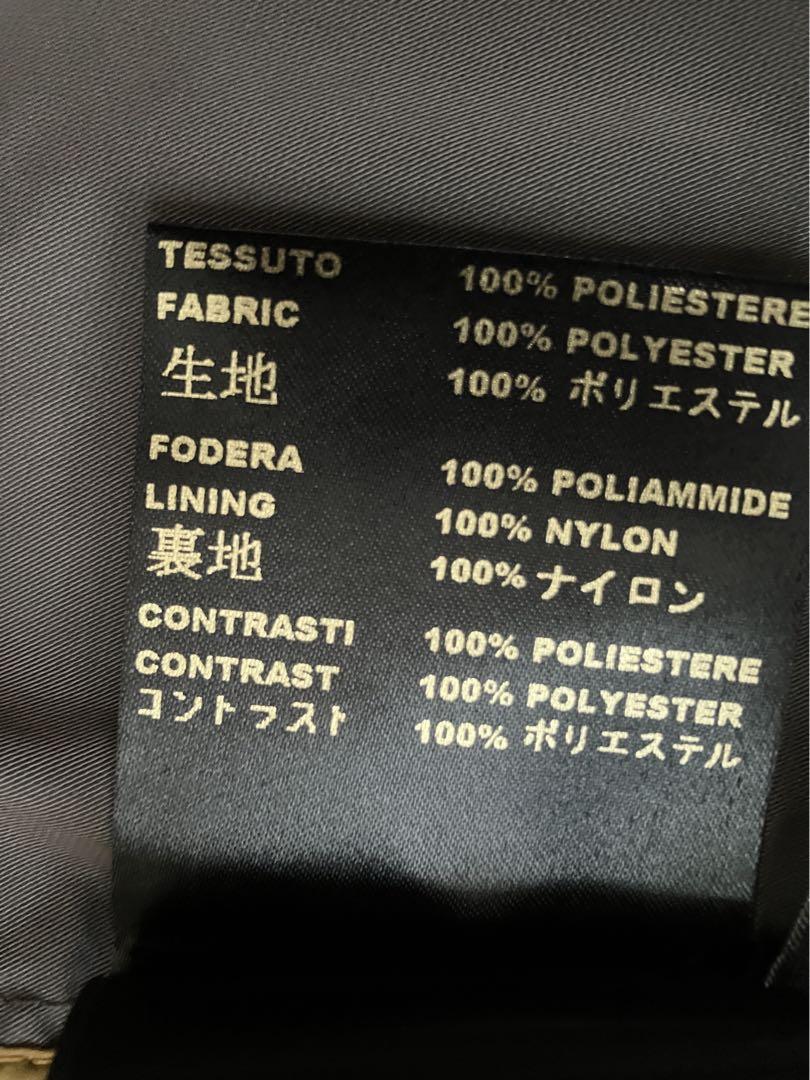 TESSUTO 100% POLIESTERE
FABRIC 100% POLYESTER
生地 100% ポリエステル
FODERA 100% POLIAMMIDE
LINING 100% NYLON
裏地 100% ナイロン
CONTRASTI 100% POLIESTERE
CONTRAST 100% POLYESTER
コントラスト 100% ポリエステル